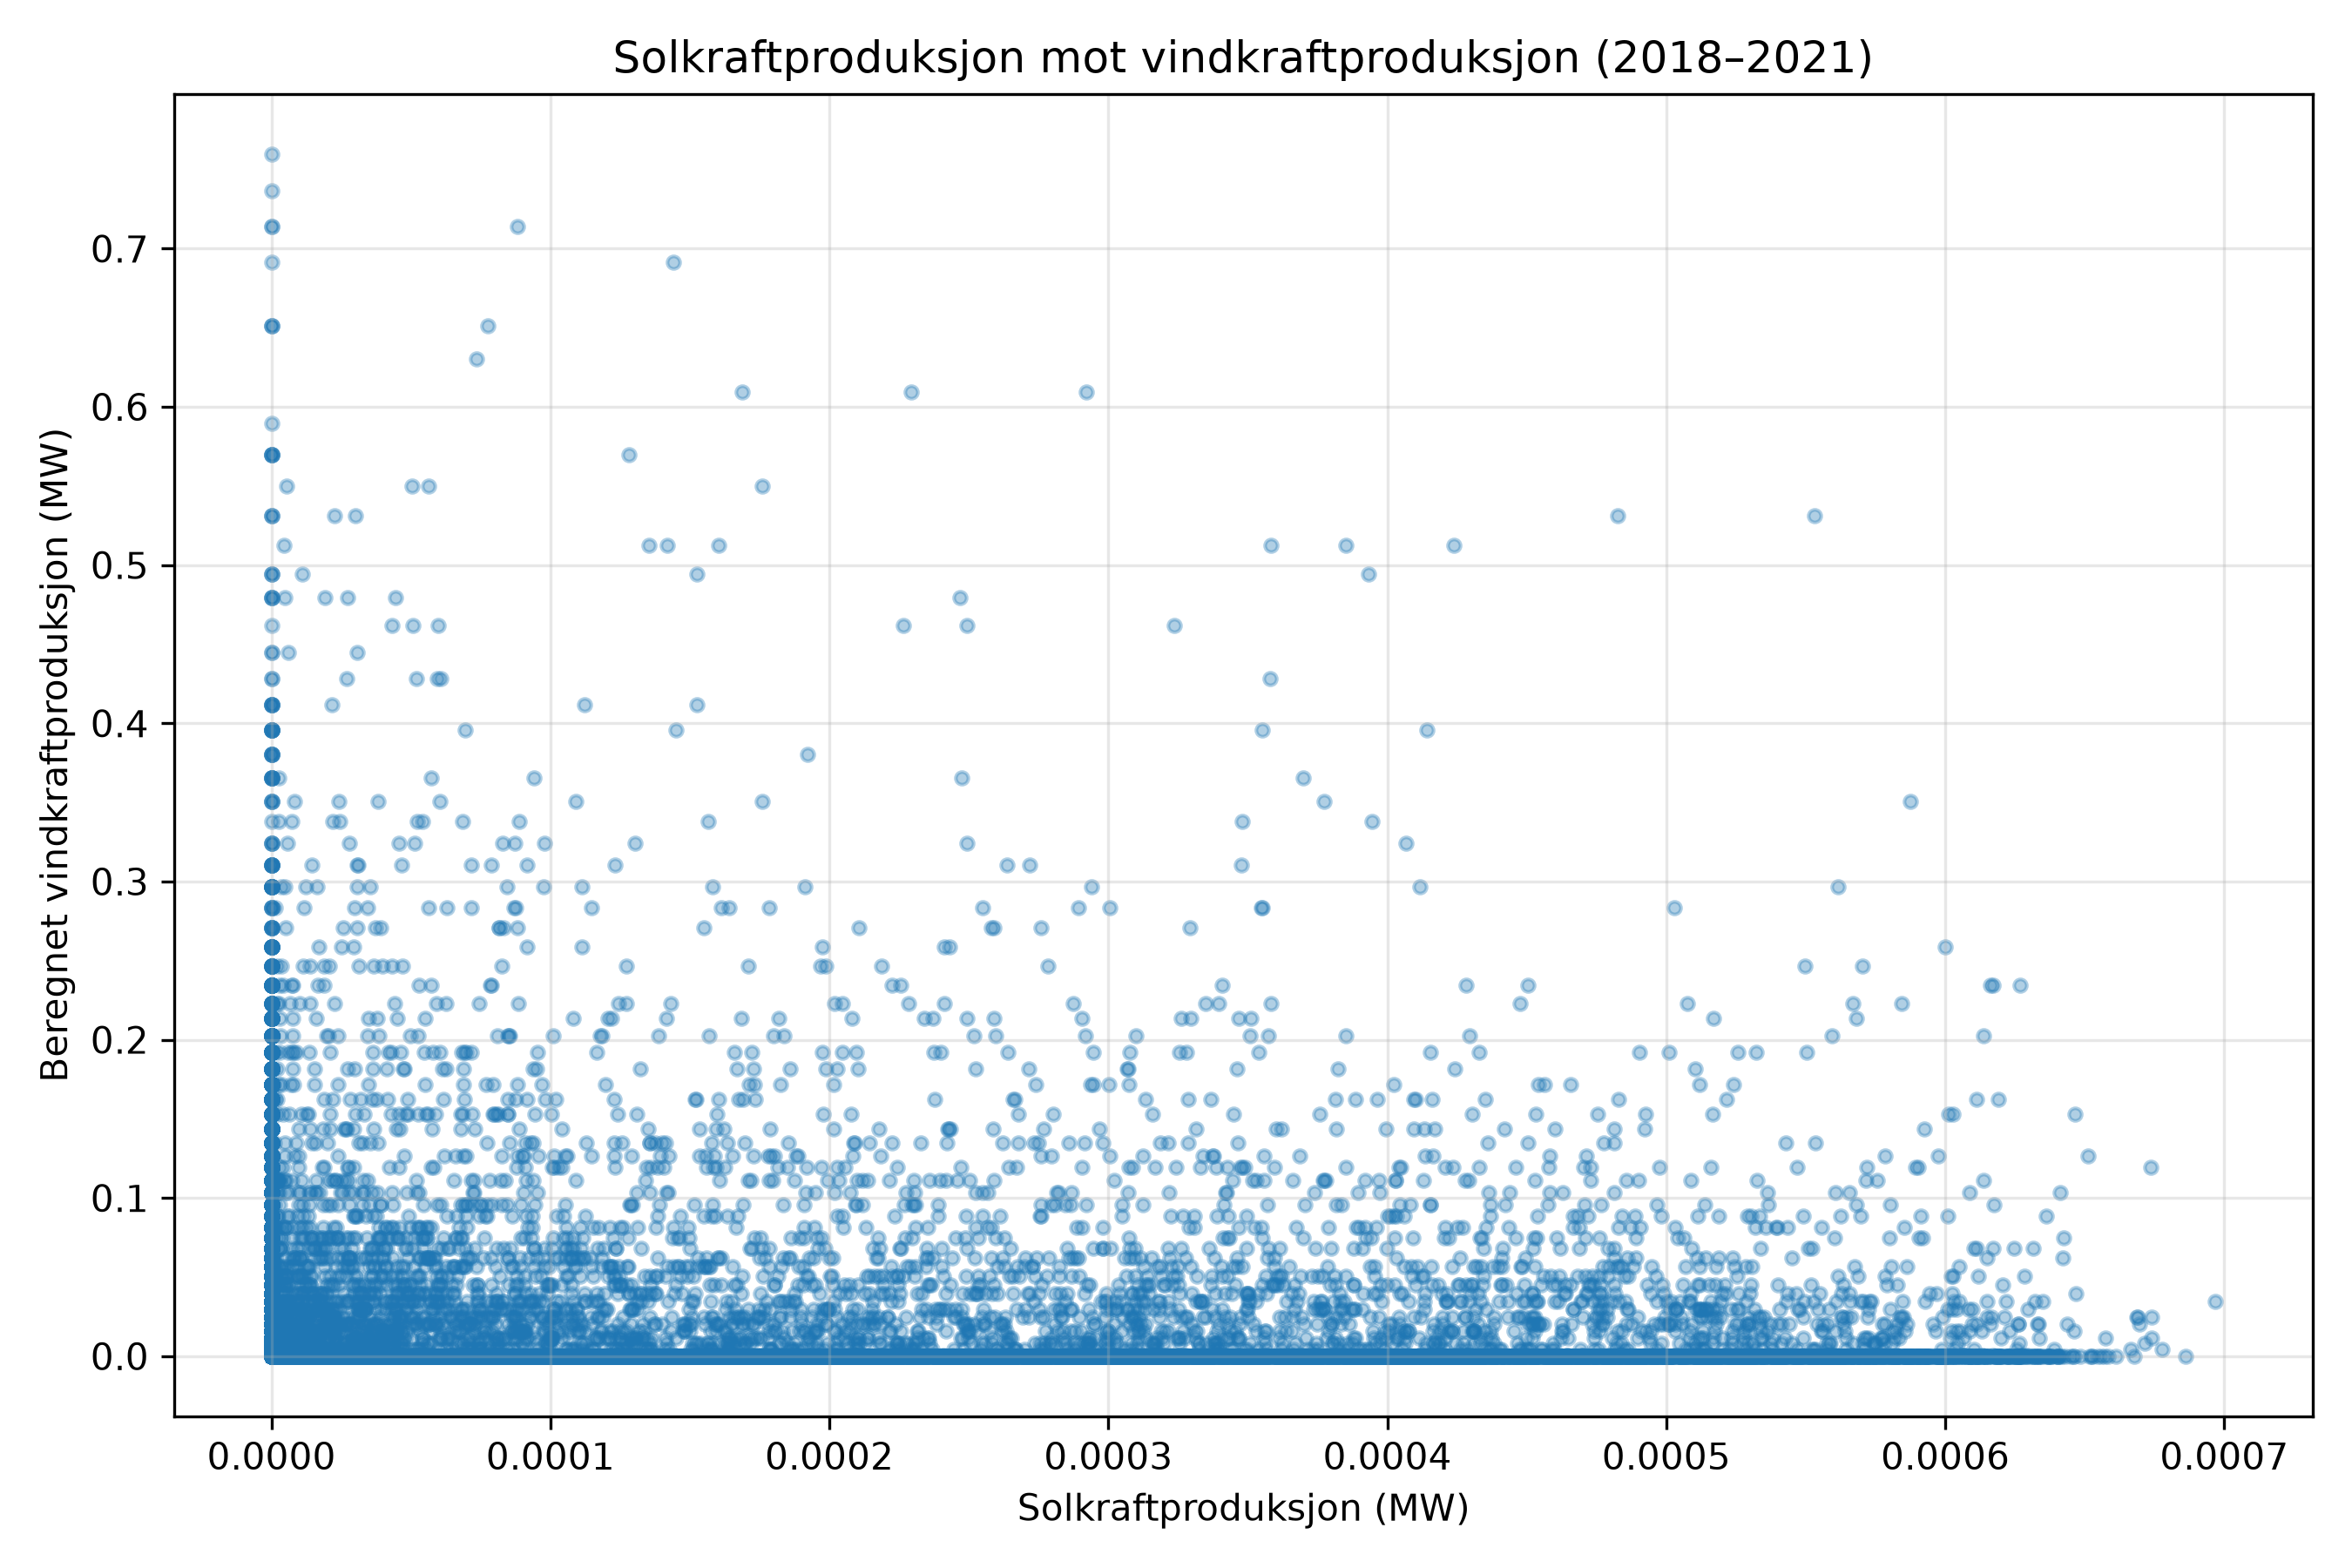 Solkraftproduksjon mot vindkraftproduksjon (2018–2021)
Beregnet vindkraftproduksjon (MW)
0.7
0.6
0.5
0.4
0.3
0.2
0.1
0.0
0.0000 0.0001 0.0002 0.0003 0.0004 0.0005 0.0006 0.0007
Solkraftproduksjon (MW)